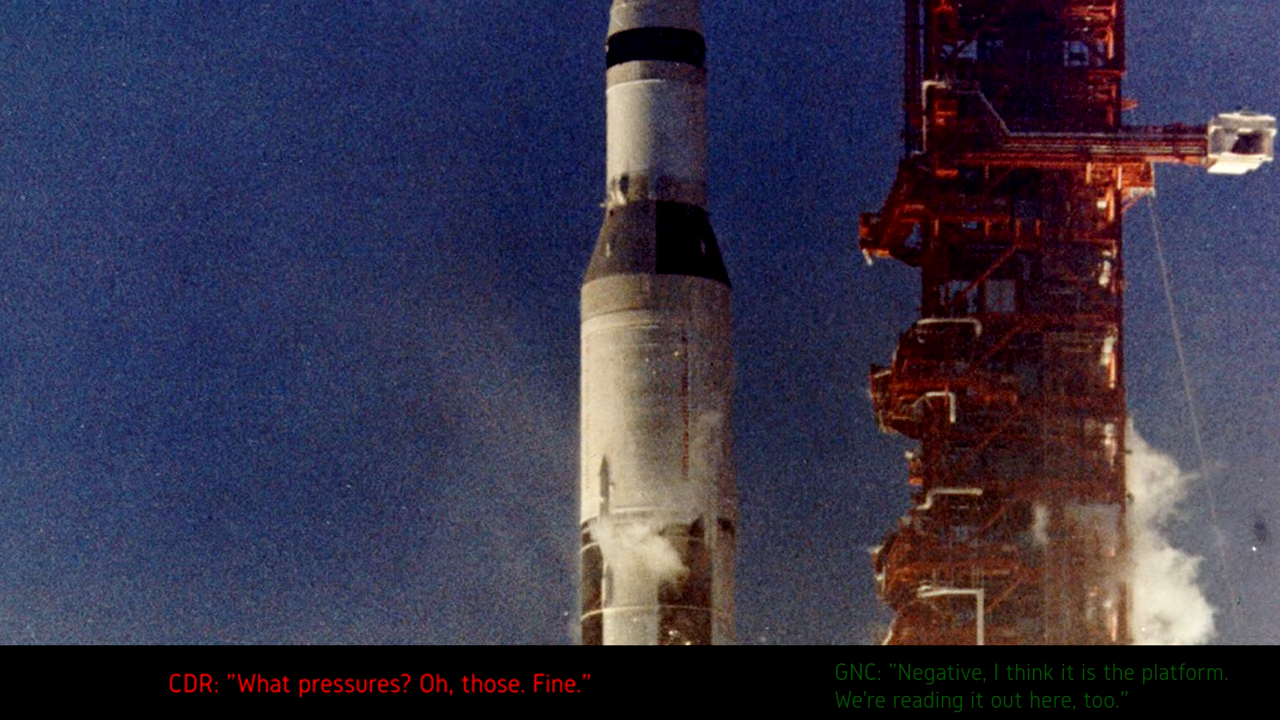 CDR: "What pressures? Oh, those. Fine."
GNC: "Negative, I think it is the platform.
We're reading it out here, too."